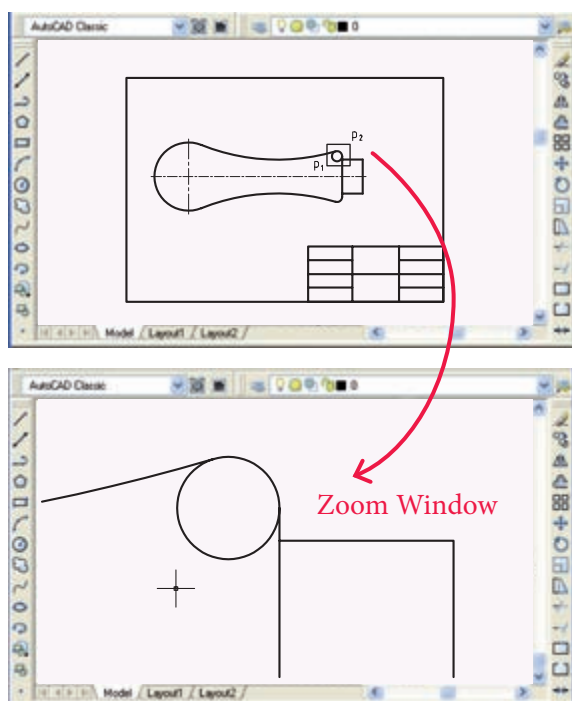 AutoCAD Classic 0
P2
P1
Model / Layout1 / Layout2 /
AutoCAD Classic 0
Zoom Window
Model / Layout1 / Layout2 /